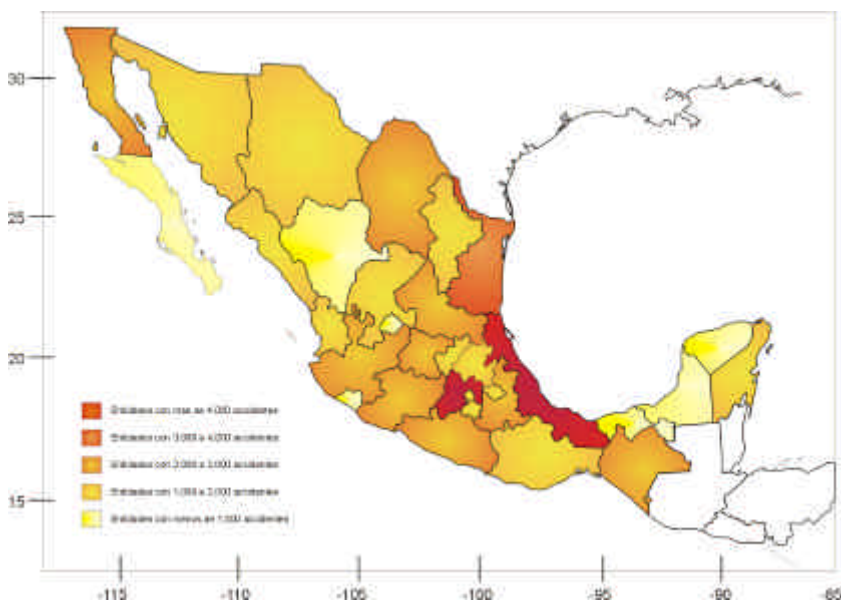 30
25
20
15
Entidades con mas de 4 000 accidentes
Entidades con 3,000 a 4,000 accidentes
Entidades con 2,000 a 3,000 accidentes
Entidades con 1,000 a 2,000 accidentes
Entidades con menos de 1,000 accidentes
-115
-110
-105
-100
-95
-90
-85